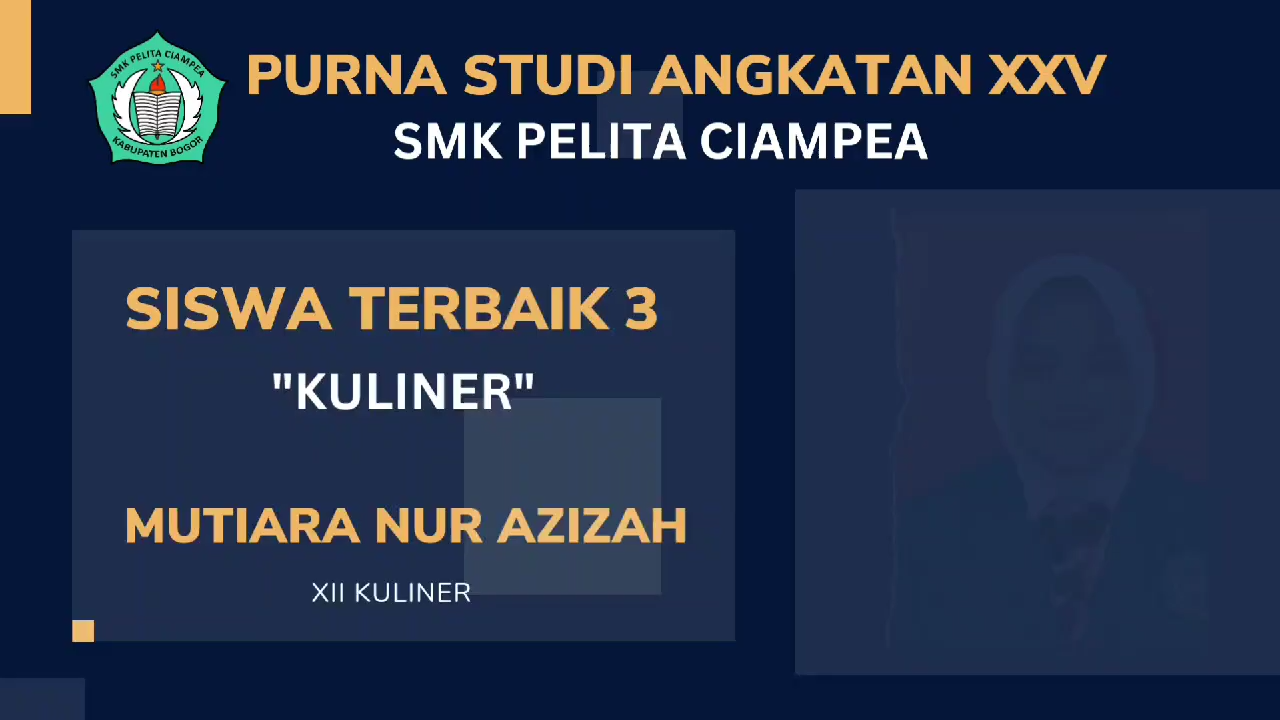 SMK PELITA CIAMPEA
KABUPATEN BOGOR
PURNA STUDI ANGKATAN XXV
SMK PELITA CIAMPEA
SISWA TERBAIK 3
"KULINER"
MUTIARA NUR AZIZAH
XII KULINER